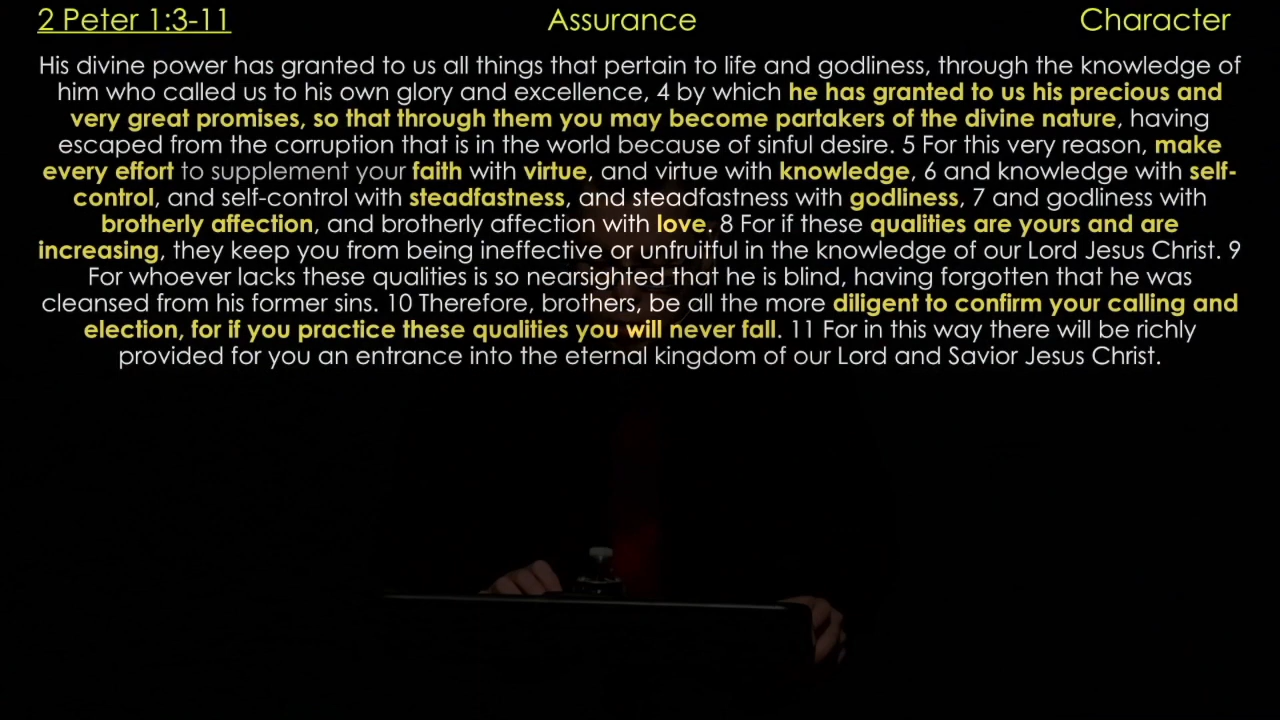 2 Peter 1:3-11 Assurance Character
His divine power has granted to us all things that pertain to life and godliness, through the knowledge of
him who called us to his own glory and excellence, 4 by which he has granted to us his precious and
very great promises, so that through them you may become partakers of the divine nature, having
escaped from the corruption that is in the world because of sinful desire. 5 For this very reason, make
every effort to supplement your faith with virtue, and virtue with knowledge, 6 and knowledge with self-
control, and self-control with steadfastness, and steadfastness with godliness, 7 and godliness with
brotherly affection, and brotherly affection with love. 8 For if these qualities are yours and are
increasing, they keep you from being ineffective or unfruitful in the knowledge of our Lord Jesus Christ. 9
For whoever lacks these qualities is so nearsighted that he is blind, having forgotten that he was
cleansed from his former sins. 10 Therefore, brothers, be all the more diligent to confirm your calling and
election, for if you practice these qualities you will never fall. 11 For in this way there will be richly
provided for you an entrance into the eternal kingdom of our Lord and Savior Jesus Christ.